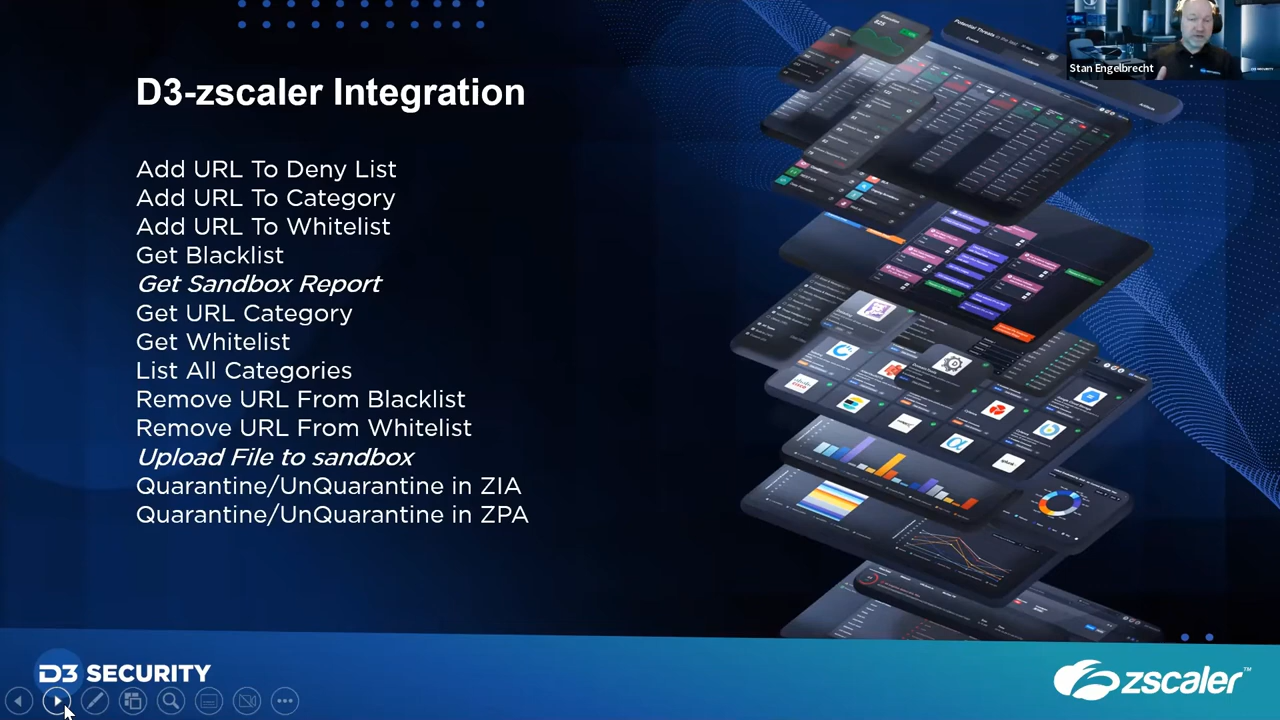 D3-zscaler Integration
Stan Engelbrecht
Add URL To Deny List
Add URL To Category
Add URL To Whitelist
Get Blacklist
Get Sandbox Report
Get URL Category
Get Whitelist
List All Categories
Remove URL From Blacklist
Remove URL From Whitelist
Upload File to sandbox
Quarantine/UnQuarantine in ZIA
Quarantine/UnQuarantine in ZPA
D3 SECURITY
zscaler™